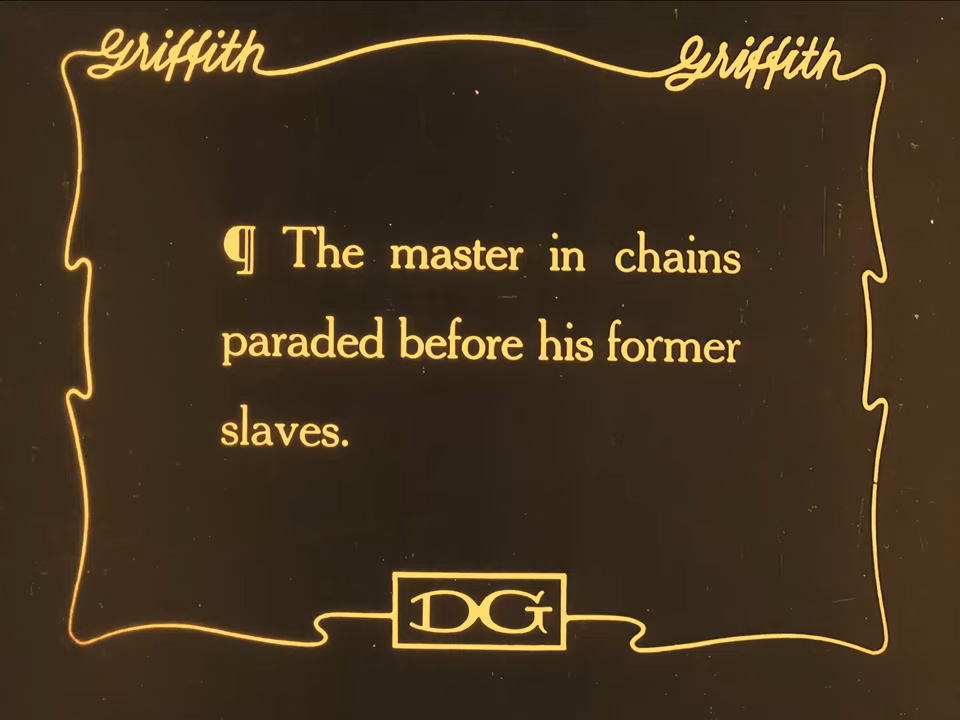 Griffith Griffith
¶ The master in chains
paraded before his former
slaves.
DG